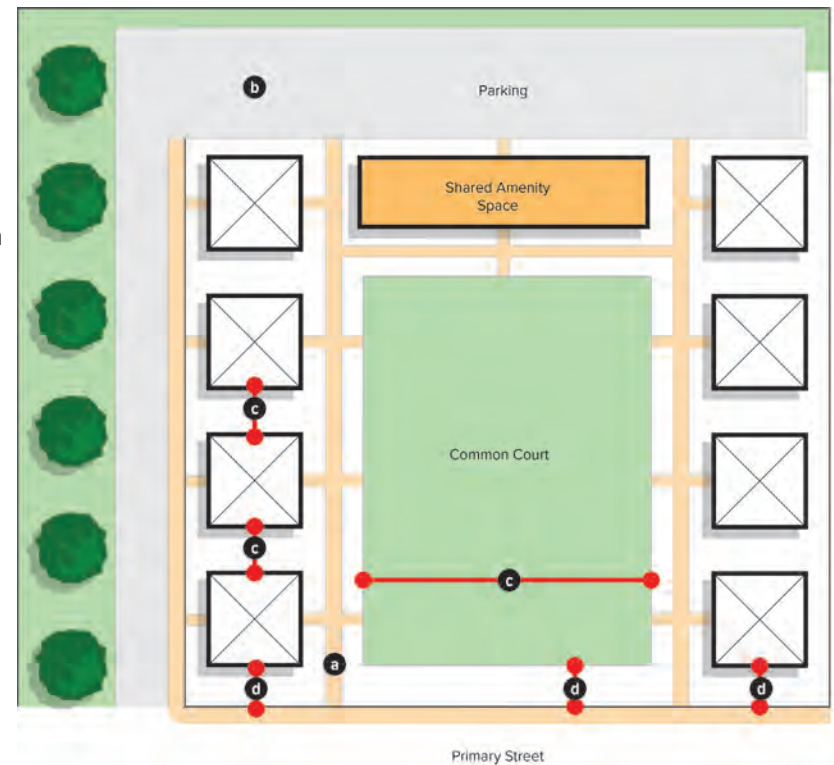 b
Parking
Shared Amenity
Space
c
Common Court
c
c
a
d
d
d
Primary Street